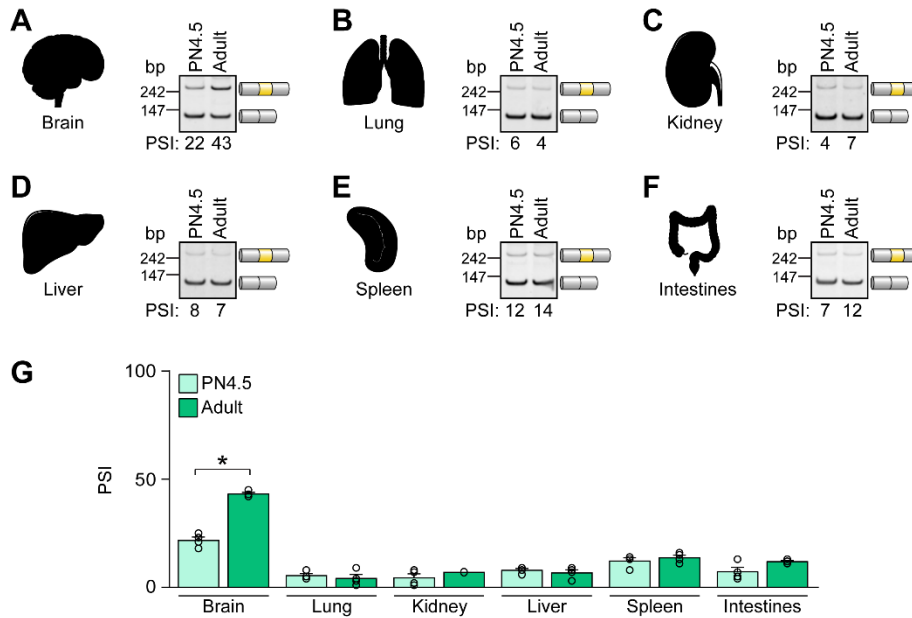 A
B
C
PN4.5
Adult
PN4.5
Adult
PN4.5
Adult
bp
bp
bp
242
147
242
147
242
147
Brain
Lung
Kidney
PSI: 22 43
PSI: 6 4
PSI: 4 7
D
E
F
PN4.5
Adult
PN4.5
Adult
PN4.5
Adult
bp
bp
bp
242
147
242
147
242
147
Liver
Spleen
Intestines
PSI: 8 7
PSI: 12 14
PSI: 7 12
G
100
PN4.5
Adult
PSI
50
*
0
Brain Lung Kidney Liver Spleen Intestines